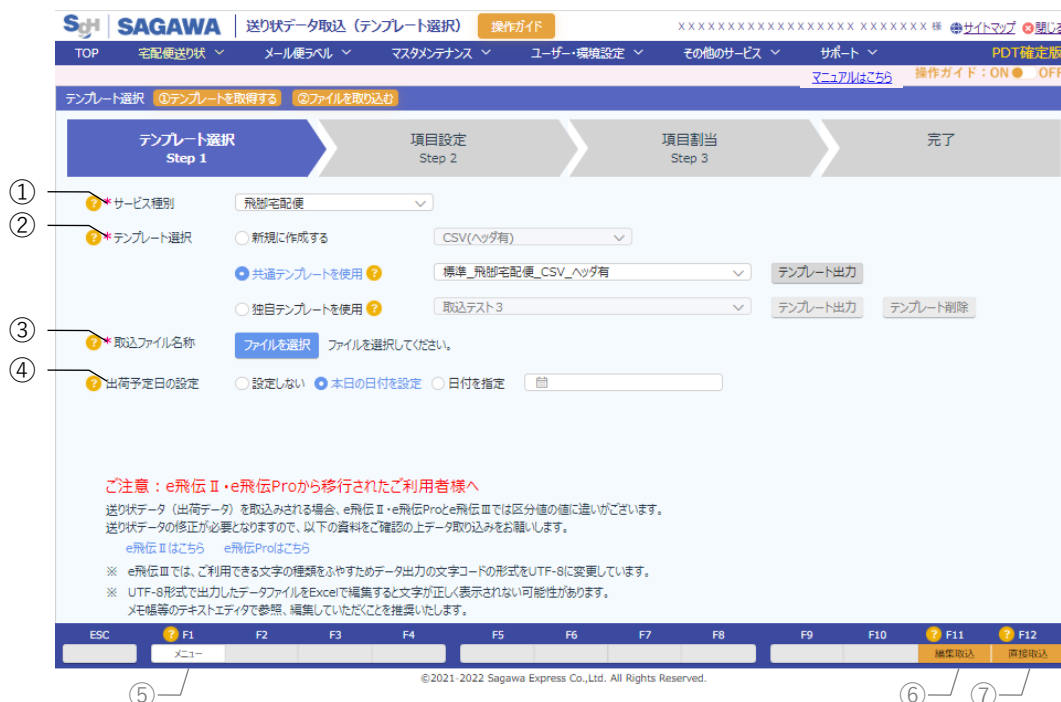 SGH SAGAWA 送り状データ取込（テンプレート選択） 操作ガイド XXXXXXXXXXXXXXXXXX XXXXXXX 様 サイトマップ 閉じる
TOP 宅配便送り状 メール便ラベル マスタメンテナンス ユーザー・環境設定 その他のサービス サポート PDT確定版
マニュアルはこちら 操作ガイド：ON OFF
テンプレート選択 ①テンプレートを取得する ②ファイルを取り込む
テンプレート選択 項目設定 項目割当 完了
Step 1 Step 2 Step 3
① ? * サービス種別 飛脚宅配便
② ? * テンプレート選択 新規に作成する CSV(ヘッダ有)
共通テンプレートを使用 ? 標準_飛脚宅配便_CSV_ヘッダ有 テンプレート出力
独自テンプレートを使用 ? 取込テスト3 テンプレート出力 テンプレート削除
③ ? * 取込ファイル名称 ファイルを選択 ファイルを選択してください。
④ ? 出荷予定日の設定 設定しない 本日の日付を設定 日付を指定
ご注意：e飛伝Ⅱ・e飛伝Proから移行されたご利用者様へ
送り状データ（出荷データ）を取込みされる場合、e飛伝Ⅱ・e飛伝Proとe飛伝Ⅲでは区分値の値に違いがございます。
送り状データの修正が必要となりますので、以下の資料をご確認の上データ取り込みをお願いします。
e飛伝Ⅱはこちら e飛伝Proはこちら
※ e飛伝Ⅲでは、ご利用できる文字の種類をふやすためデータ出力の文字コードの形式をUTF-8に変更しています。
※ UTF-8形式で出力したデータファイルをExcelで編集すると文字が正しく表示されない可能性があります。
メモ帳等のテキストエディタで参照、編集していただくことを推奨いたします。
ESC ? F1 F2 F3 F4 F5 F6 F7 F8 F9 F10 ? F11 ? F12
メニュー 編集取込 直接取込
©2021-2022 Sagawa Express Co.,Ltd. All Rights Reserved.
⑤ ⑥ ⑦